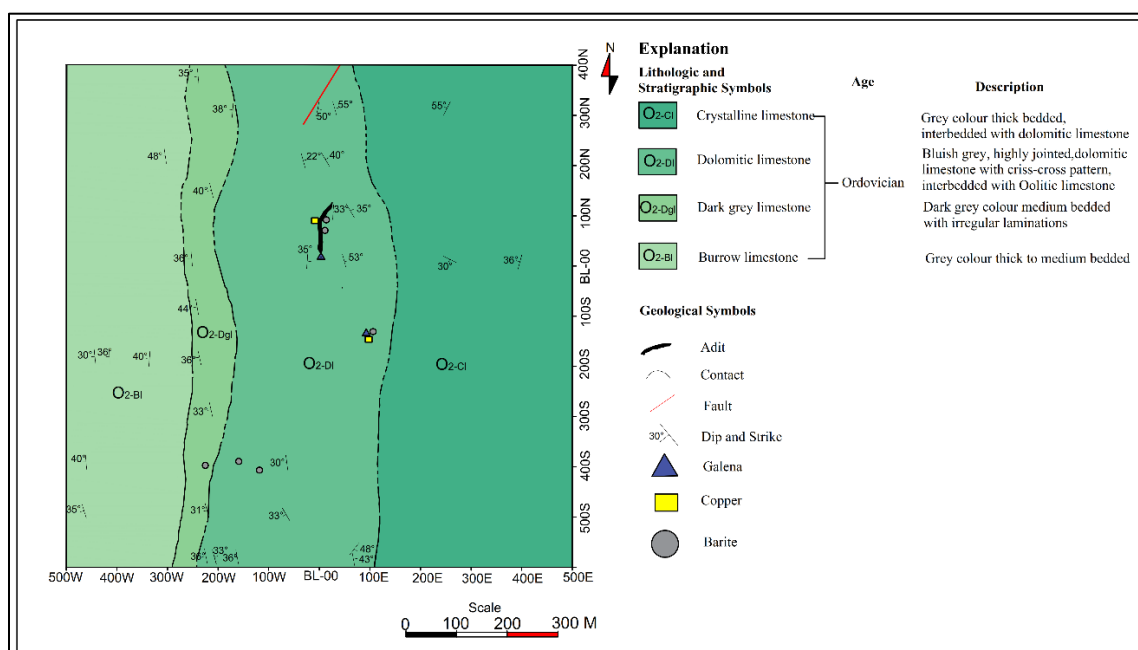 N
Explanation
Lithologic and
Stratigraphic Symbols
Age
Description
O2-Cl Crystalline limestone
Grey colour thick bedded,
interbedded with dolomitic limestone
O2-Dl Dolomitic limestone
Bluish grey, highly jointed,dolomitic
limestone with criss-cross pattern,
interbedded with Oolitic limestone
Ordovician
O2-Dgl Dark grey limestone
Dark grey colour medium bedded
with irregular laminations
O2-Bl Burrow limestone
Grey colour thick to medium bedded
Geological Symbols
Adit
Contact
Fault
30° Dip and Strike
Galena
Copper
Barite
35°
38° 50° 55° 55°
48° 22° 40°
40°
33° 35°
36° 35° 53° 30° 36°
44°
O2-Dgl
30° 36° 40° 36° O2-Dl O2-Cl
O2-Bl
33°
40° 30°
35° 31° 33°
36° 33° 36° 48° 43°
400N
300N
200N
100N
BL-00
100S
200S
300S
400S
500S
500W 400W 300W 200W 100W BL-00 100E 200E 300E 400E 500E
Scale
0 100 200 300 M